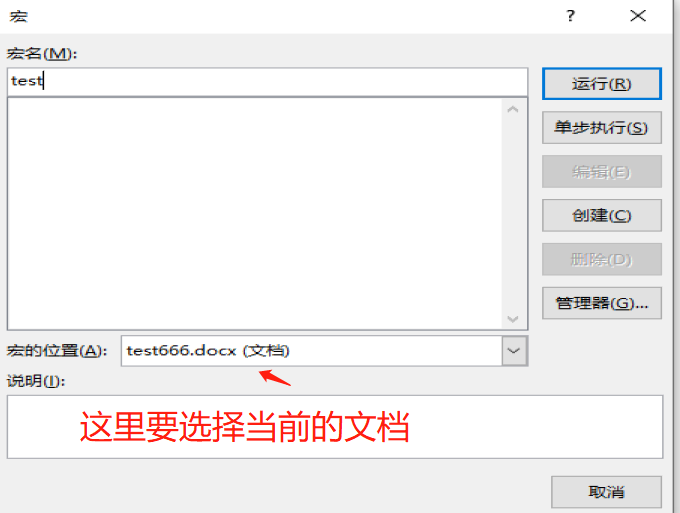 宏
?
宏名(M):
test
运行(R)
单步执行(S)
编辑(E)
创建(C)
删除(D)
管理器(G)...
宏的位置(A):
test666.docx (文档)
说明(I):
这里要选择当前的文档
取消